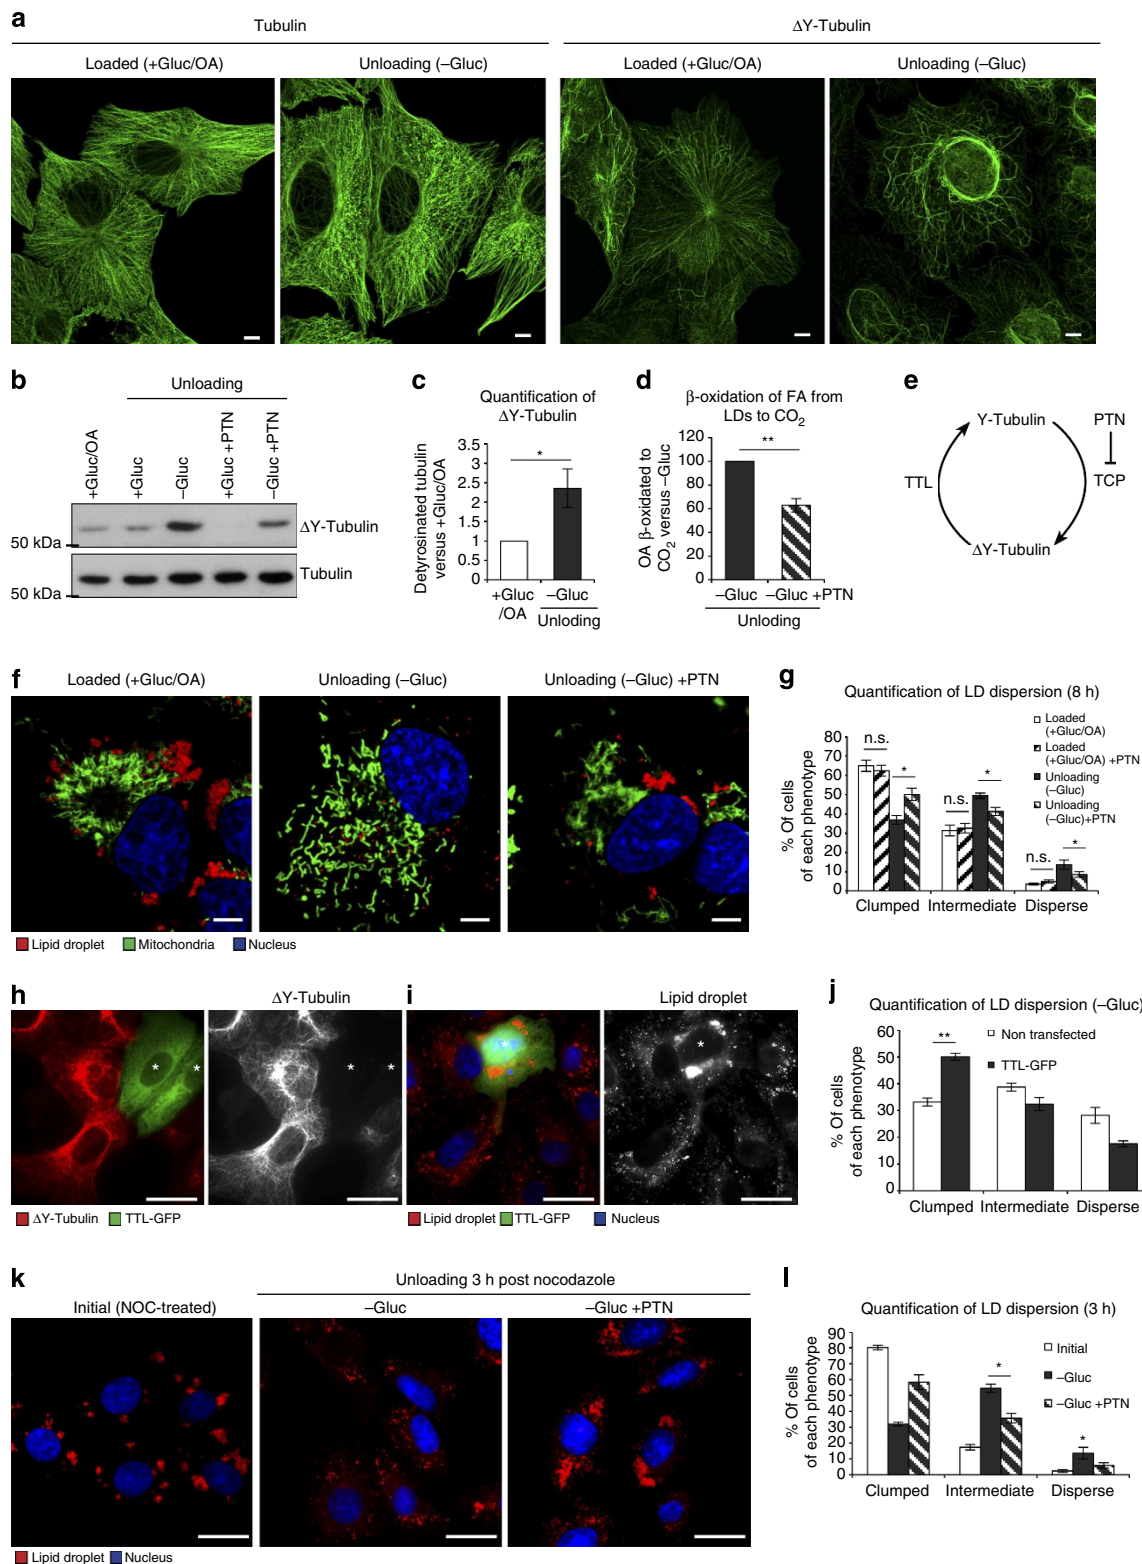 a
Tubulin
ΔY-Tubulin
Loaded (+Gluc/OA)
Unloading (–Gluc)
Loaded (+Gluc/OA)
Unloading (–Gluc)
b
Unloading
+Gluc/OA
+Gluc
–Gluc
+Gluc +PTN
–Gluc +PTN
ΔY-Tubulin
50 kDa
Tubulin
50 kDa
c
Quantification of
ΔY-Tubulin
Detyrosinated tubulin
versus +Gluc/OA
3.5
3
2.5
2
1.5
1
0.5
0
*
+Gluc
/OA
–Gluc
Unloding
d
β-oxidation of FA from
LDs to CO2
OA β-oxidated to
CO2 versus –Gluc
120
100
80
60
40
20
0
**
–Gluc
–Gluc +PTN
Unloding
e
Y-Tubulin
PTN
TTL
TCP
ΔY-Tubulin
f
Loaded (+Gluc/OA)
Unloading (–Gluc)
Unloading (–Gluc) +PTN
Lipid droplet
Mitochondria
Nucleus
g
Quantification of LD dispersion (8 h)
% Of cells
of each phenotype
80
70
60
50
40
30
20
10
0
n.s.
*
n.s.
*
n.s.
*
Loaded
(+Gluc/OA)
Loaded
(+Gluc/OA) +PTN
Unloading
(–Gluc)
Unloading
(–Gluc)+PTN
Clumped
Intermediate
Disperse
h
ΔY-Tubulin
*
*
*
*
ΔY-Tubulin
TTL-GFP
i
Lipid droplet
*
*
Lipid droplet
TTL-GFP
Nucleus
j
Quantification of LD dispersion (–Gluc)
% Of cells
of each phenotype
60
50
40
30
20
10
0
**
Non transfected
TTL-GFP
Clumped
Intermediate
Disperse
k
Unloading 3 h post nocodazole
Initial (NOC-treated)
–Gluc
–Gluc +PTN
Lipid droplet
Nucleus
l
Quantification of LD dispersion (3 h)
% Of cells
of each phenotype
90
80
70
60
50
40
30
20
10
0
*
*
Initial
–Gluc
–Gluc +PTN
Clumped
Intermediate
Disperse